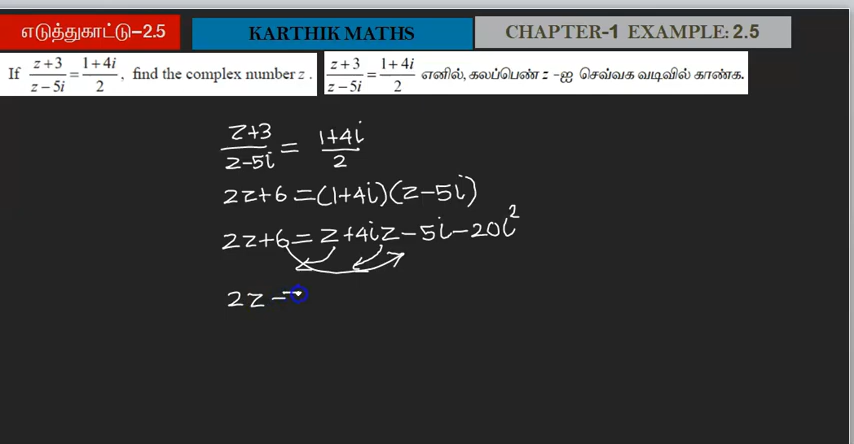 எடுத்துகாட்டு–2.5
KARTHIK MATHS
CHAPTER-1 EXAMPLE: 2.5
If (z+3)/(z−5i) = (1+4i)/2, find the complex number z.
(z+3)/(z−5i) = (1+4i)/2 எனில், கலப்பெண் z -ஐ செவ்வக வடிவில் காண்க.
(z+3)/(z-5i) = (1+4i)/2
2z+6 = (1+4i)(z-5i)
2z+6 = z+4iz-5i-20i²
2z -